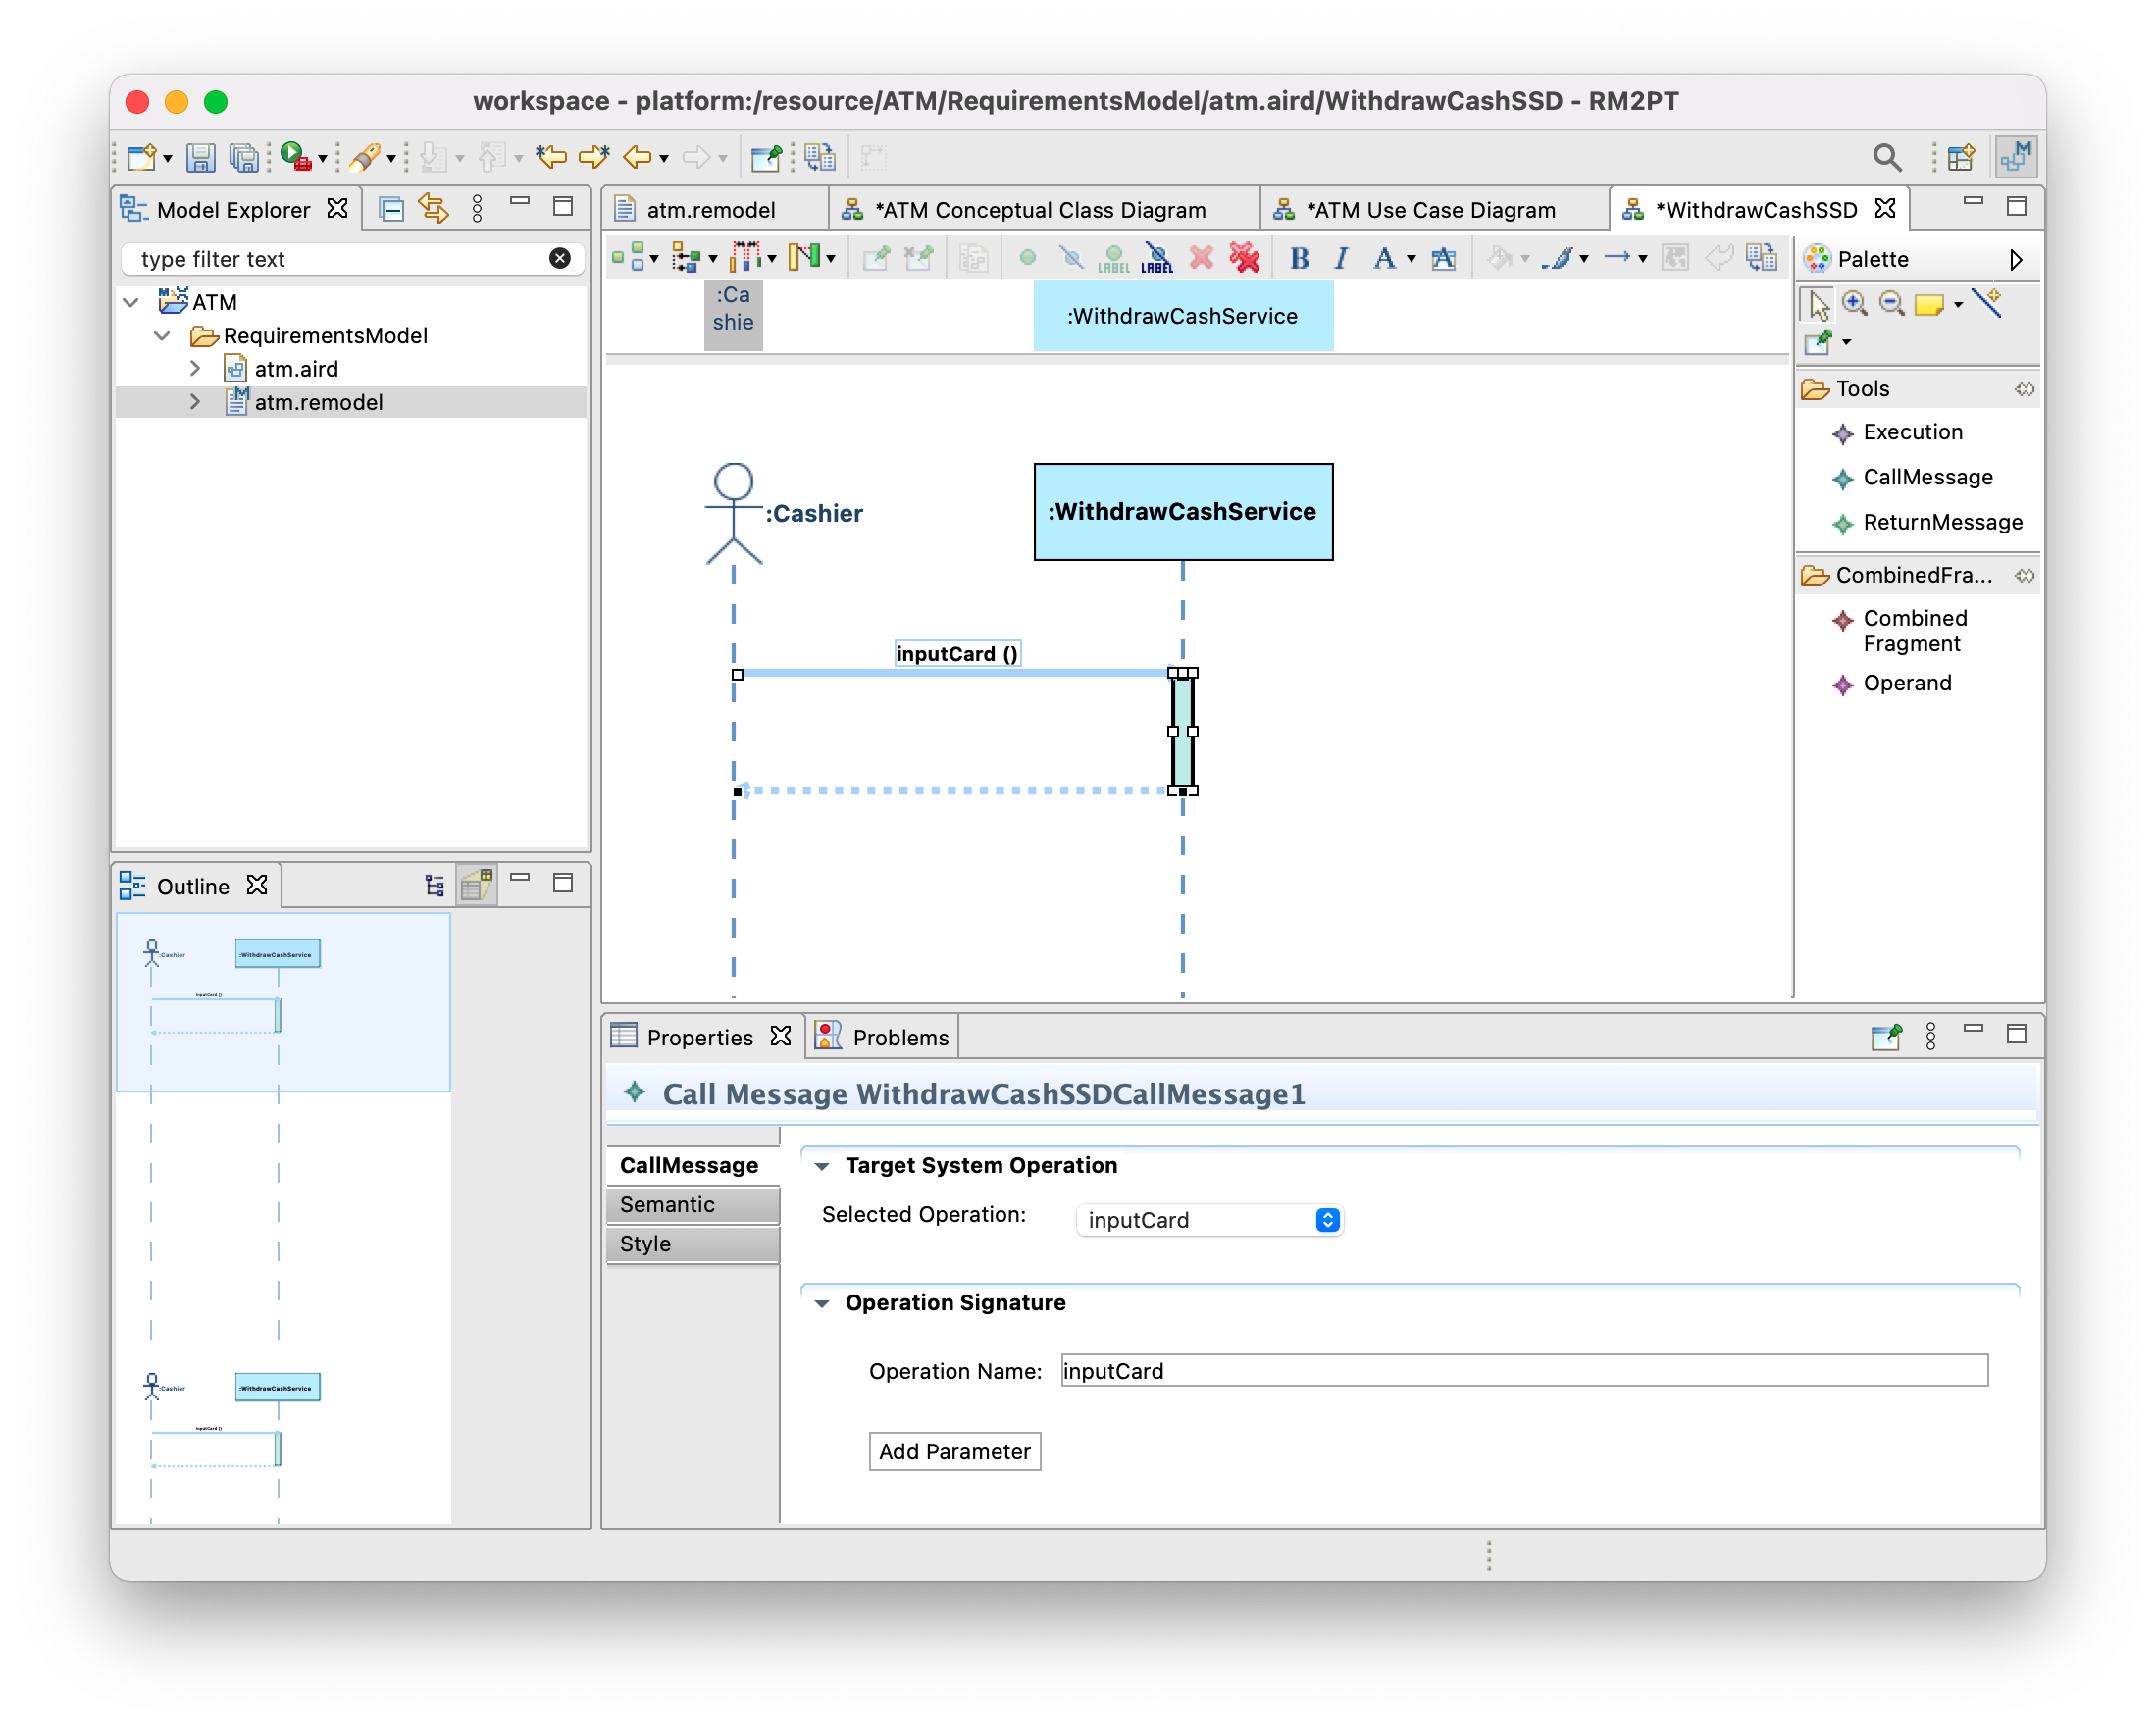 workspace - platform:/resource/ATM/RequirementsModel/atm.aird/WithdrawCashSSD - RM2PT
Model Explorer
type filter text
ATM
RequirementsModel
atm.aird
atm.remodel
atm.remodel
*ATM Conceptual Class Diagram
*ATM Use Case Diagram
*WithdrawCashSSD
LABEL
LABEL
B I A A
:Ca
shie
:WithdrawCashService
:Cashier
:WithdrawCashService
inputCard ()
Palette
Tools
Execution
CallMessage
ReturnMessage
CombinedFra...
Combined
Fragment
Operand
Outline
:Cashier
:WithdrawCashService
inputCard ()
:Cashier
:WithdrawCashService
inputCard ()
Properties
Problems
Call Message WithdrawCashSSDCallMessage1
CallMessage
Semantic
Style
Target System Operation
Selected Operation:
inputCard
Operation Signature
Operation Name:
inputCard
Add Parameter